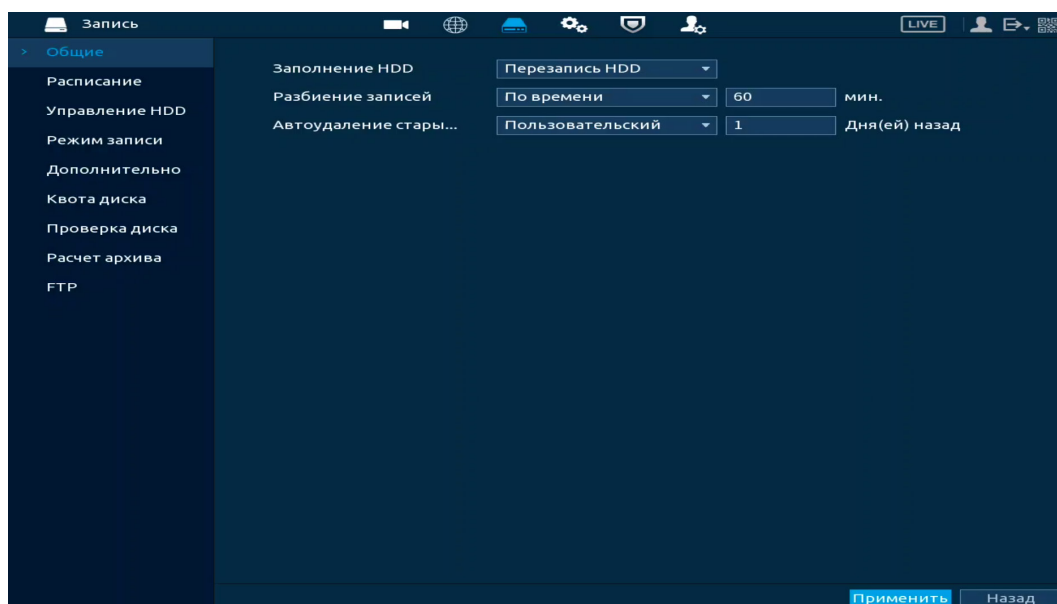 Запись LIVE
Общие
Расписание
Управление HDD
Режим записи
Дополнительно
Квота диска
Проверка диска
Расчет архива
FTP
Заполнение HDD Перезапись HDD
Разбиение записей По времени 60 мин.
Автоудаление стары... Пользовательский 1 Дня(ей) назад
Применить Назад